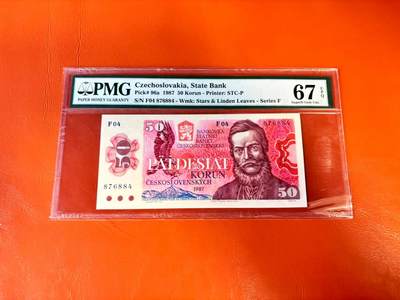 PMG
PAPER MONEY GUARANTY
Czechoslovakia, State Bank
Pick# 96a 1987 50 Korun - Printer: STC-P
S/N F04 876884 - Wmk: Stars & Linden Leaves - Series F
67 EPQ
Superb Gem Unc
F 04
50
BANKOVKA
STÁTNÍ
BANKY
ČESKOSLOVENSKÉ
876884
50
PÄŤDESIAT
KORUN
ČESKOSLOVENSKÝCH
1987
876884
50